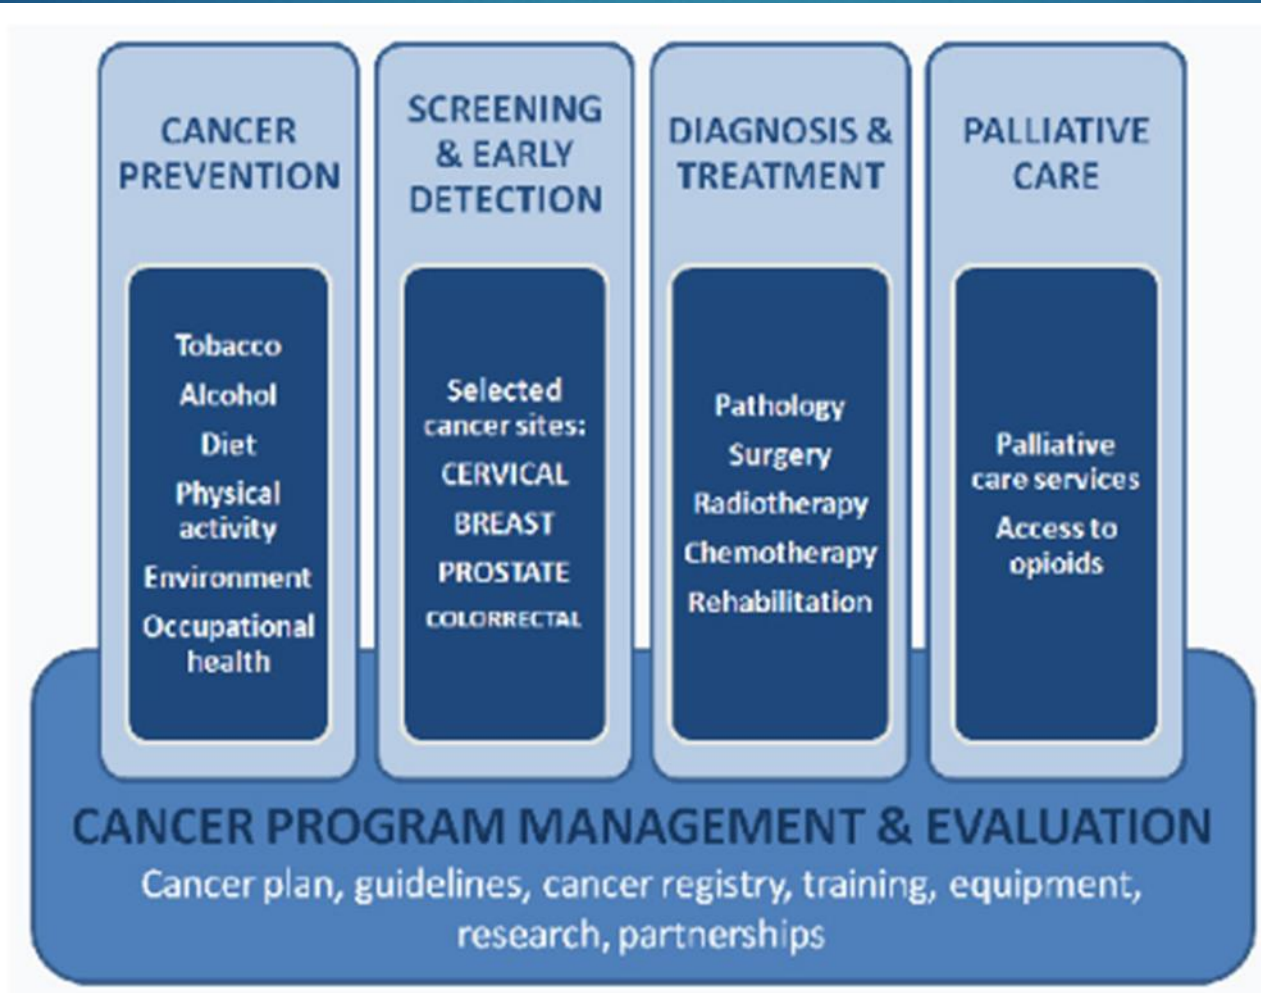 CANCER
PREVENTION
Tobacco
Alcohol
Diet
Physical
activity
Environment
Occupational
health
SCREENING
& EARLY
DETECTION
Selected
cancer sites:
CERVICAL
BREAST
PROSTATE
COLORRECTAL
DIAGNOSIS &
TREATMENT
Pathology
Surgery
Radiotherapy
Chemotherapy
Rehabilitation
PALLIATIVE
CARE
Palliative
care services
Access to
opioids
CANCER PROGRAM MANAGEMENT & EVALUATION
Cancer plan, guidelines, cancer registry, training, equipment,
research, partnerships